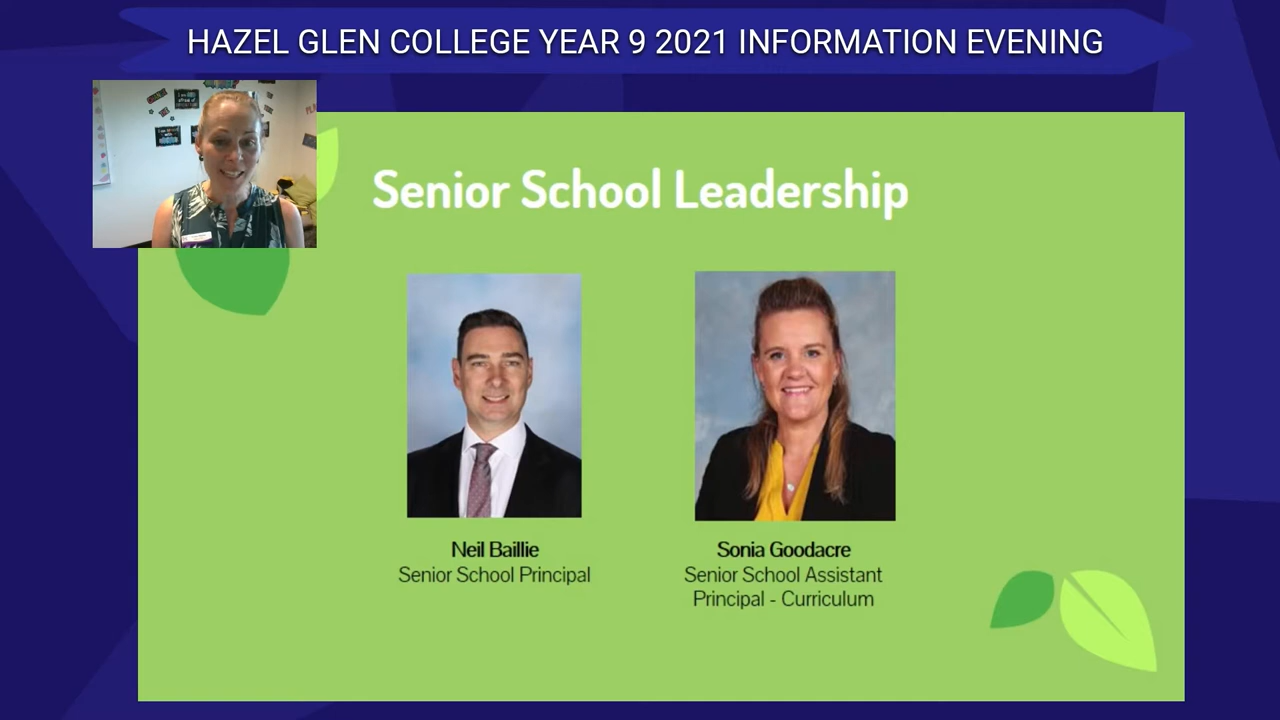 HAZEL GLEN COLLEGE YEAR 9 2021 INFORMATION EVENING
Senior School Leadership
Neil Baillie
Senior School Principal
Sonia Goodacre
Senior School Assistant
Principal - Curriculum